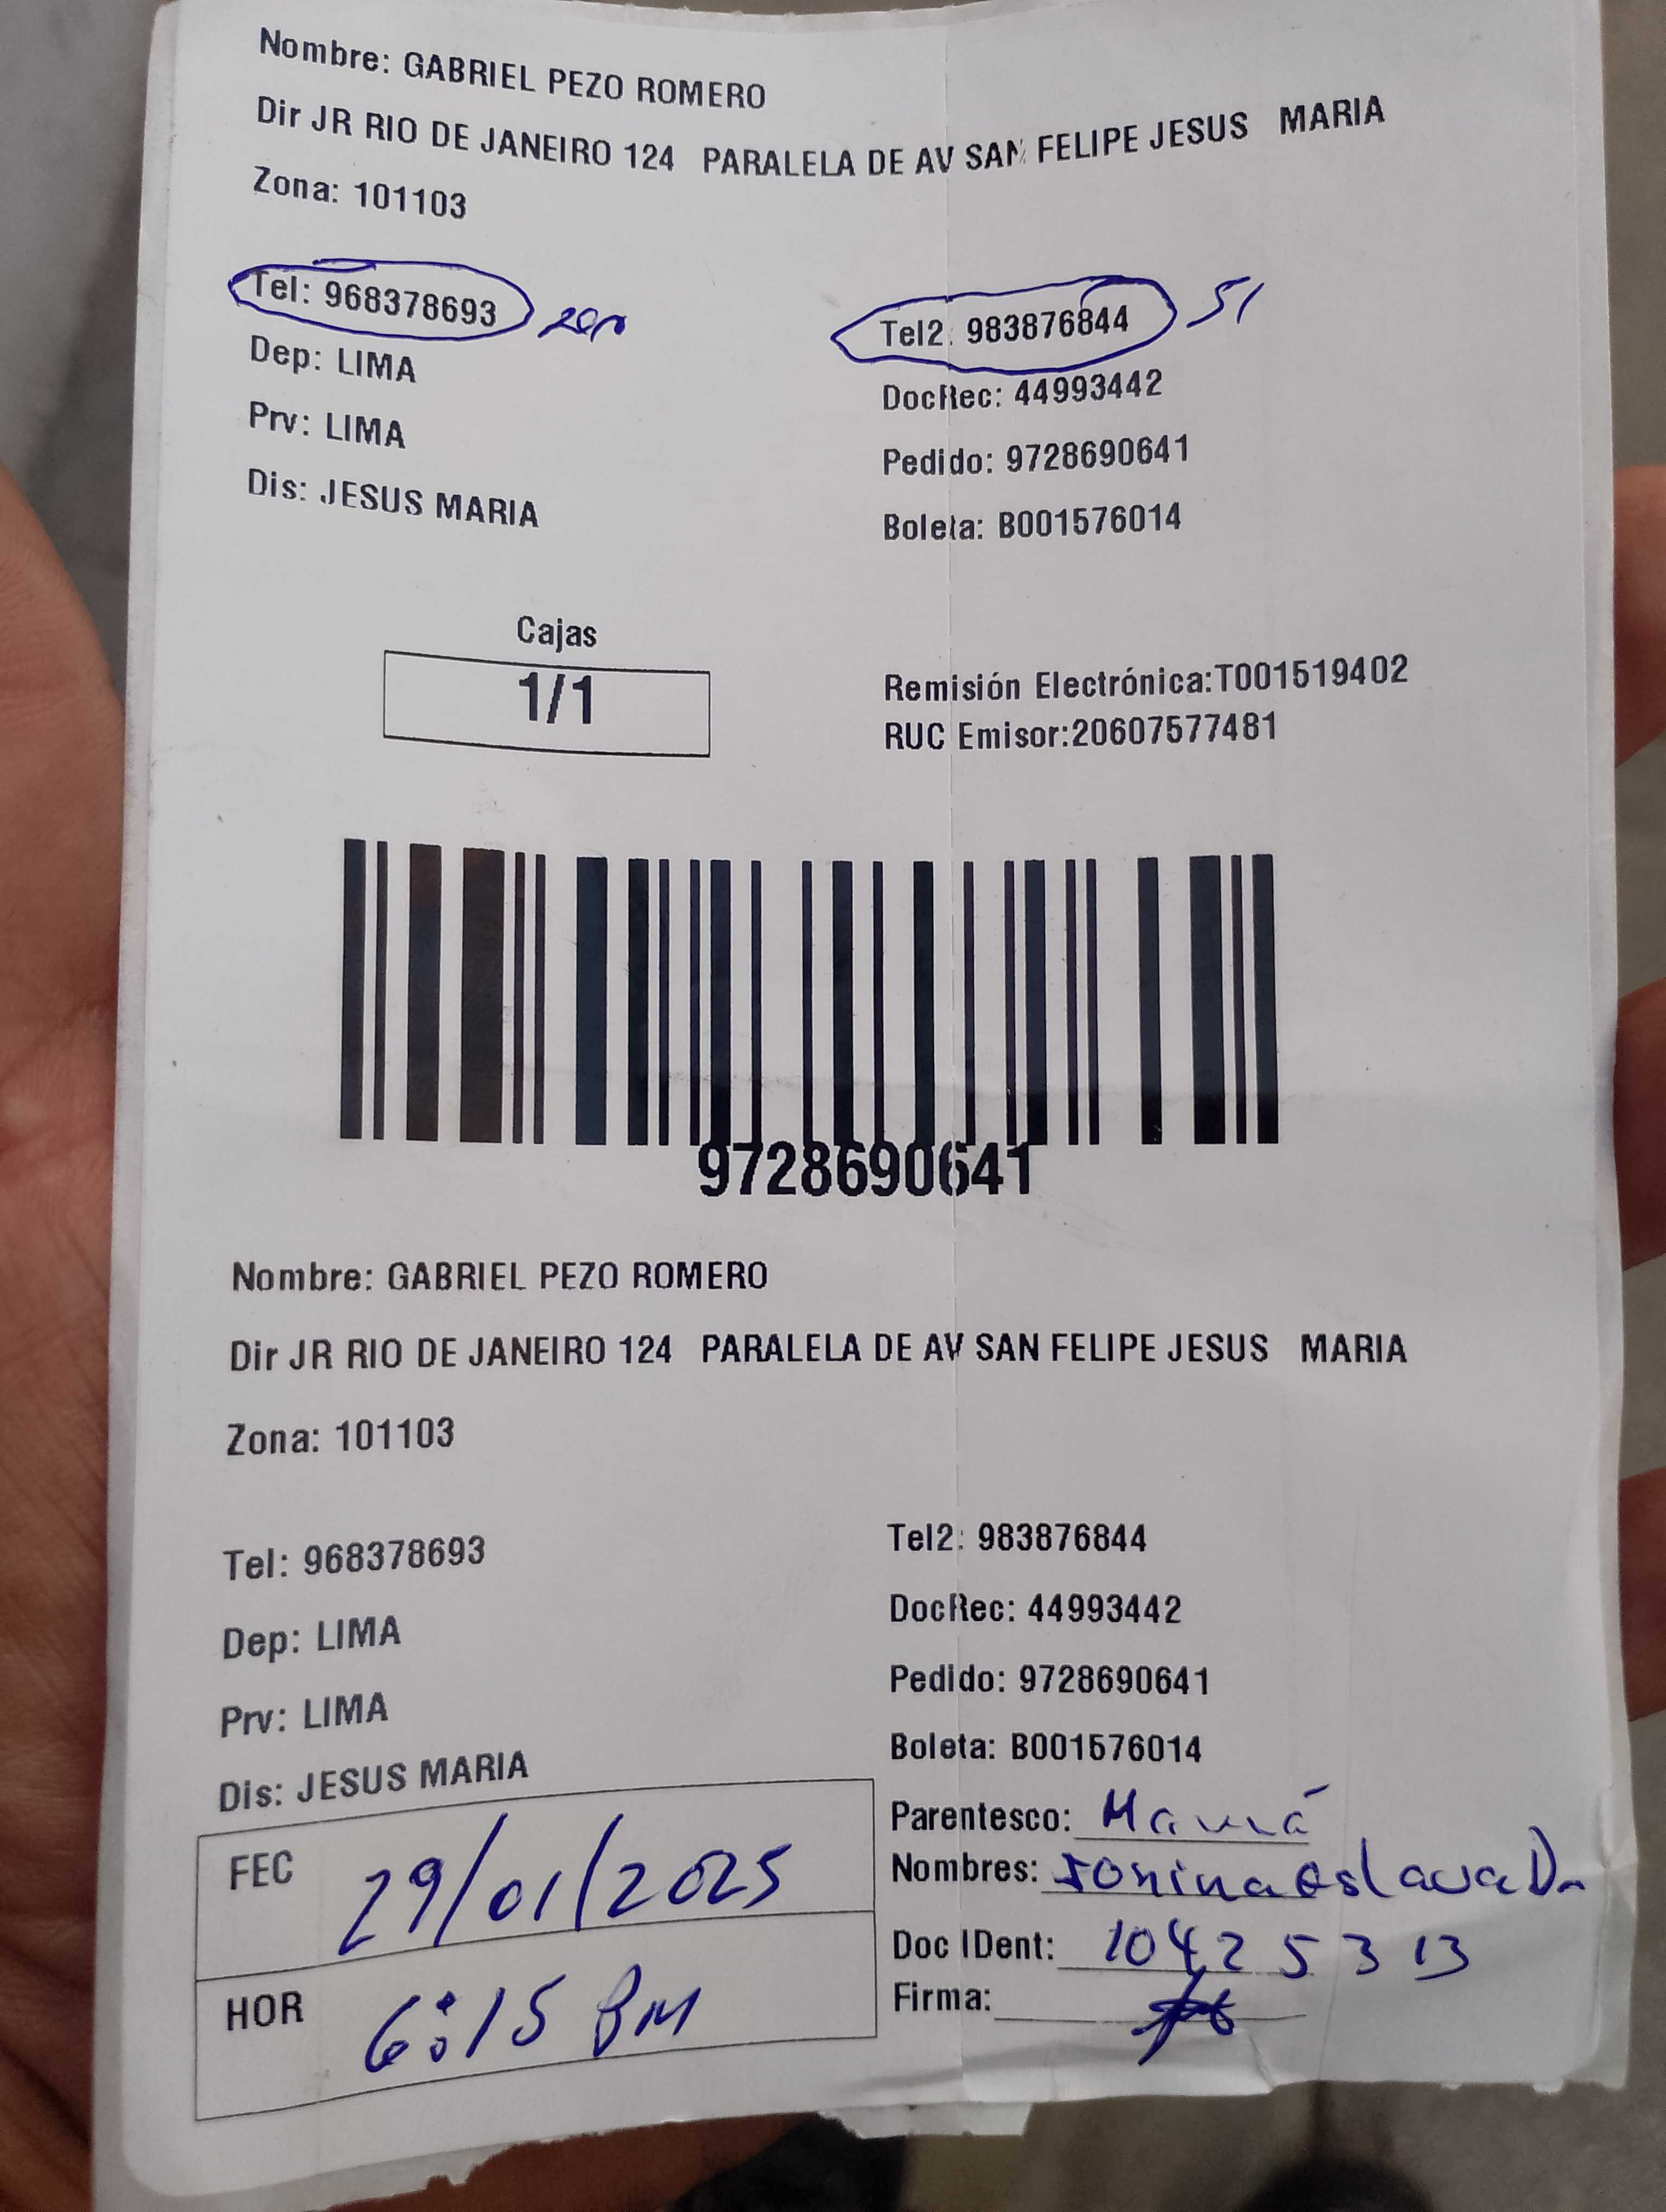 Nombre: GABRIEL PEZO ROMERO
Dir JR RIO DE JANEIRO 124 PARALELA DE AV SAN FELIPE JESUS MARIA
Zona: 101103
Tel: 968378693
Tel2: 983876844 51
Dep: LIMA
DocRec: 44993442
Prv: LIMA
Pedido: 9728690641
Dis: JESUS MARIA
Boleta: B001576014
Cajas
1/1
Remisión Electrónica:T001519402
RUC Emisor:20607577481
9728690641
Nombre: GABRIEL PEZO ROMERO
Dir JR RIO DE JANEIRO 124 PARALELA DE AV SAN FELIPE JESUS MARIA
Zona: 101103
Tel: 968378693
Tel2: 983876844
Dep: LIMA
DocRec: 44993442
Prv: LIMA
Pedido: 9728690641
Dis: JESUS MARIA
Boleta: B001576014
FEC 29/01/2025
HOR 6:15 PM
Parentesco: Mamá
Nombres:
Doc IDent: 10425313
Firma: